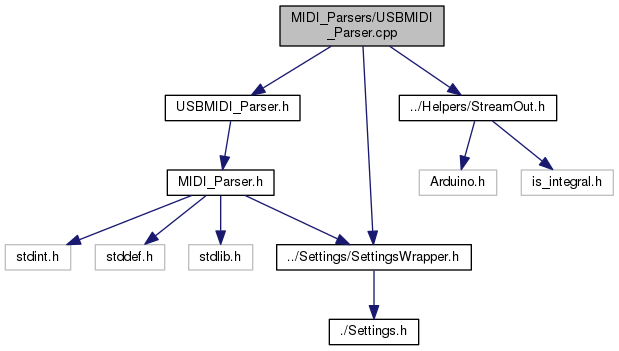 MIDI_Parsers/USBMIDI
_Parser.cpp
USBMIDI_Parser.h
../Helpers/StreamOut.h
MIDI_Parser.h
Arduino.h
is_integral.h
stdint.h
stddef.h
stdlib.h
../Settings/SettingsWrapper.h
./Settings.h